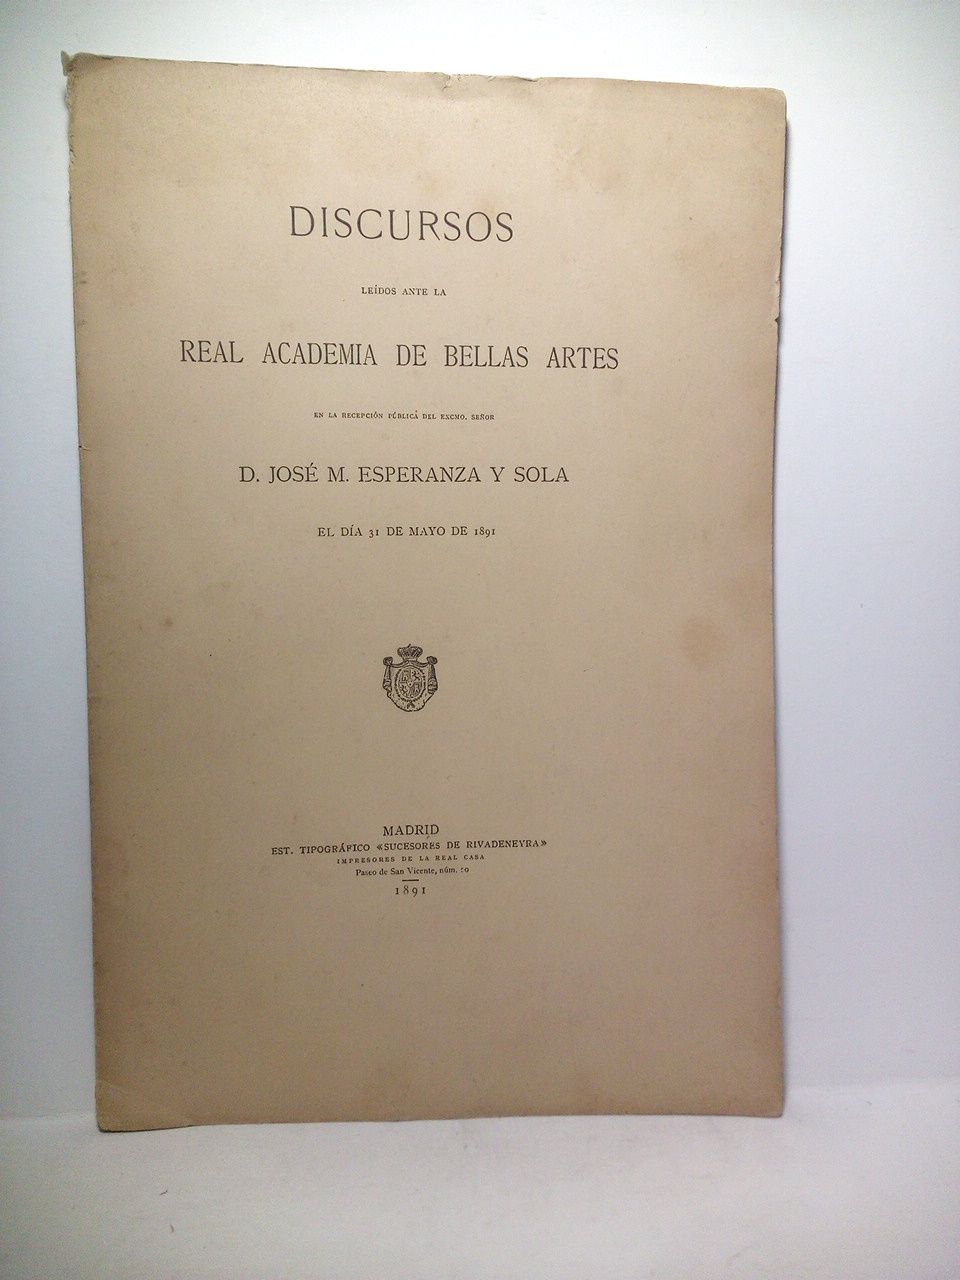 DISCURSOS
LEÍDOS ANTE LA
REAL ACADEMIA DE BELLAS ARTES
EN LA RECEPCIÓN PÚBLICA DEL EXCMO. SEÑOR
D. JOSÉ M. ESPERANZA Y SOLA
EL DÍA 31 DE MAYO DE 1891
MADRID
EST. TIPOGRÁFICO «SUCESORES DE RIVADENEYRA»
IMPRESORES DE LA REAL CASA
Paseo de San Vicente, núm. 20
1891